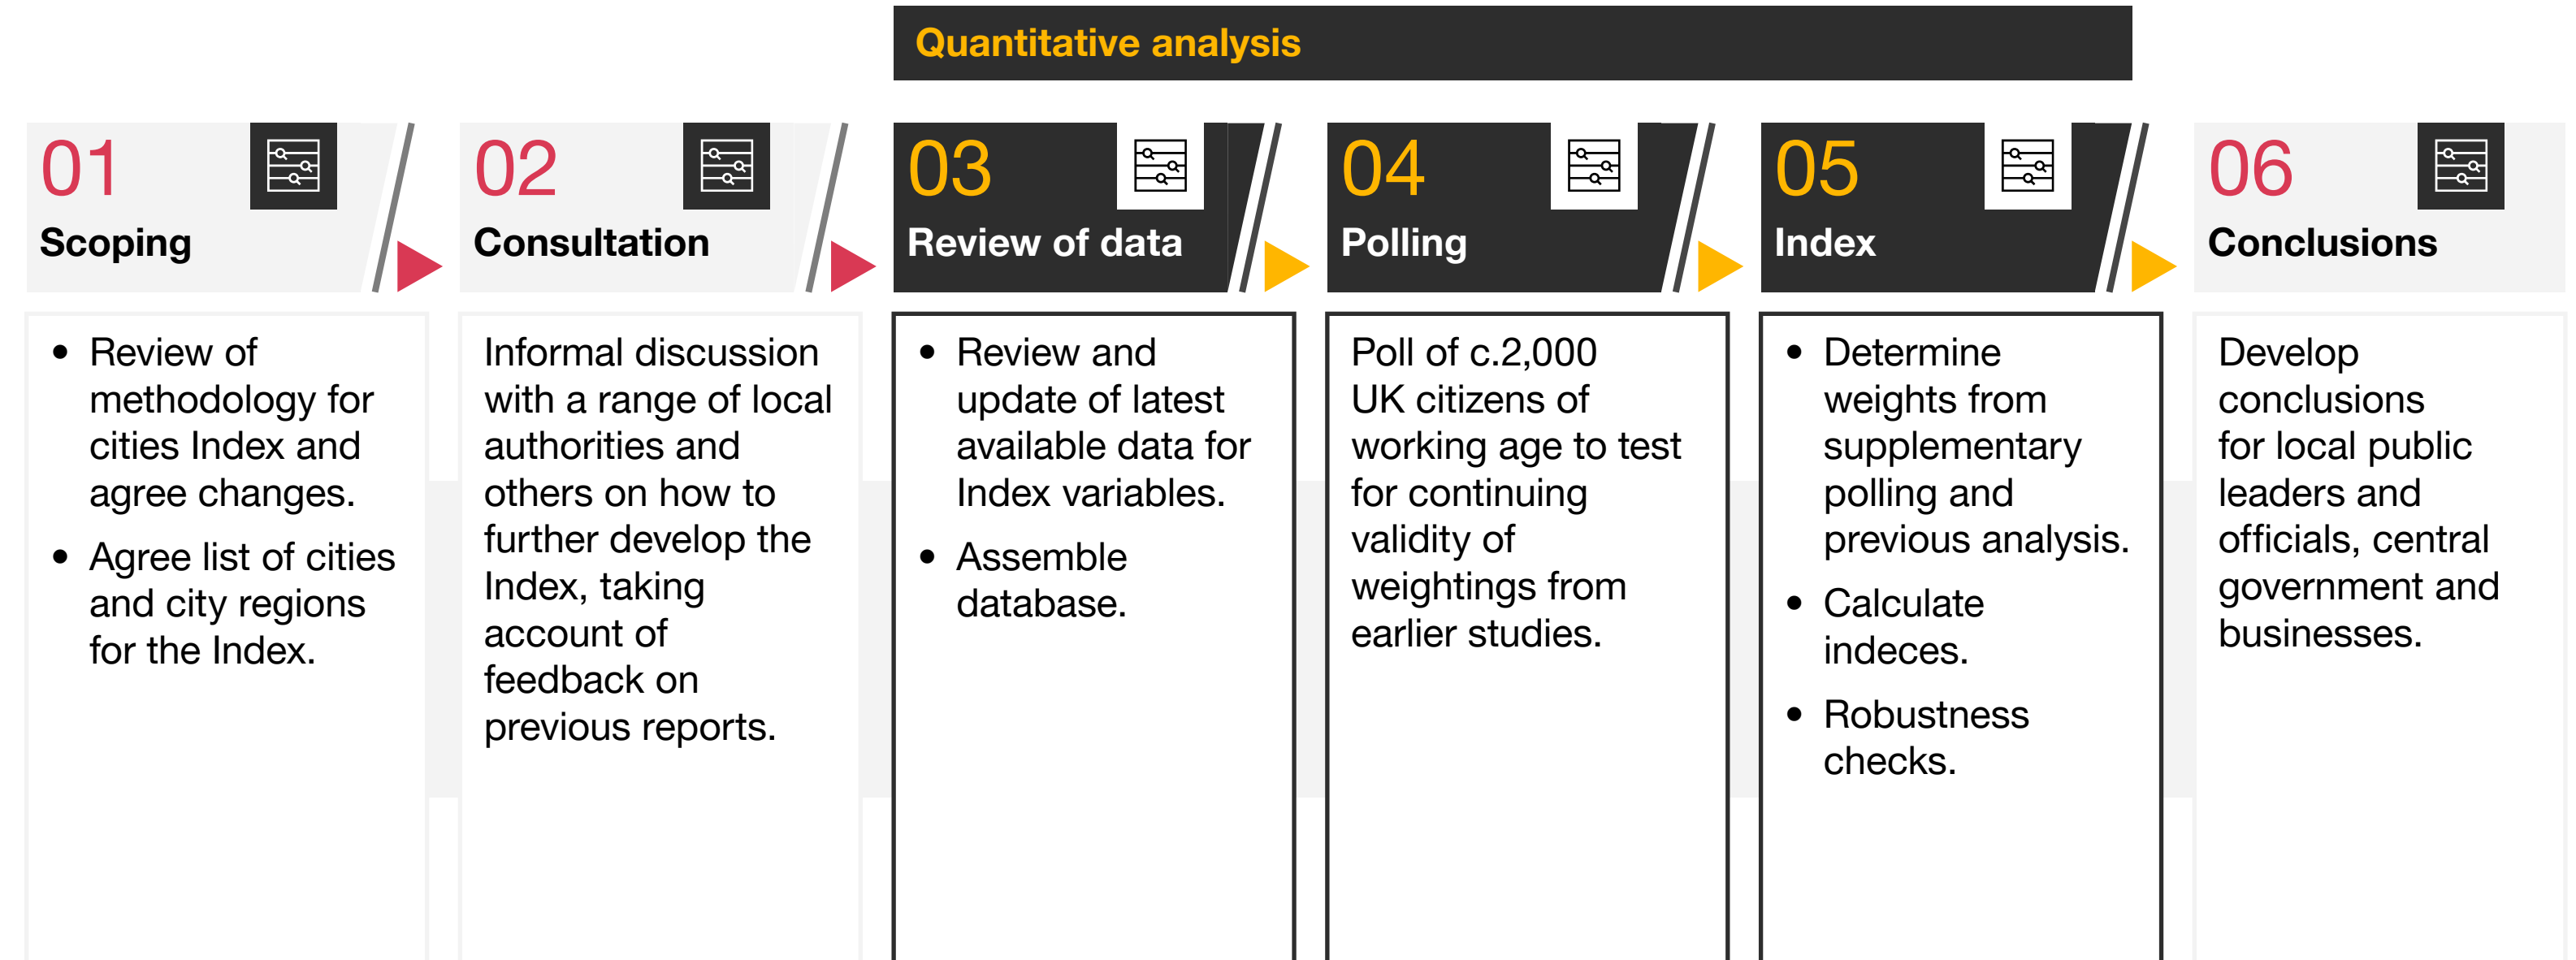 Quantitative analysis
01
Scoping
• Review of
methodology for
cities Index and
agree changes.
• Agree list of cities
and city regions
for the Index.
02
Consultation
Informal discussion
with a range of local
authorities and
others on how to
further develop the
Index, taking
account of
feedback on
previous reports.
03
Review of data
• Review and
update of latest
available data for
Index variables.
• Assemble
database.
04
Polling
Poll of c.2,000
UK citizens of
working age to test
for continuing
validity of
weightings from
earlier studies.
05
Index
• Determine
weights from
supplementary
polling and
previous analysis.
• Calculate
indeces.
• Robustness
checks.
06
Conclusions
Develop
conclusions
for local public
leaders and
officials, central
government and
businesses.